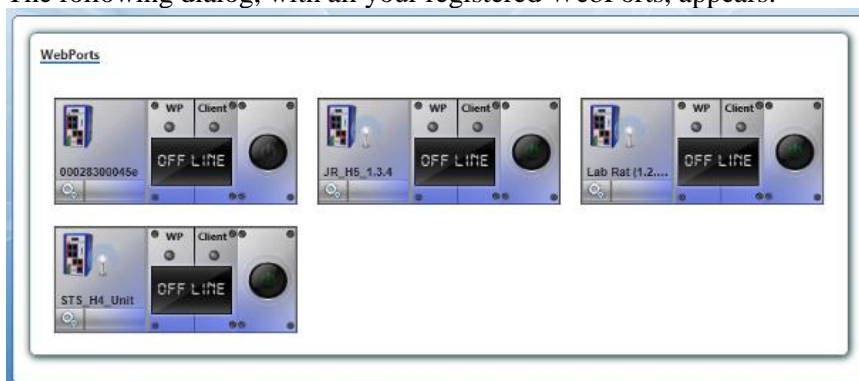 The following dialog, with all your registered WebPorts, appears.
WebPorts
WP Client
OFF LINE
00028300045e
WP Client
OFF LINE
JR_H5_1.3.4
WP Client
OFF LINE
Lab Rat (1.2....
WP Client
OFF LINE
STS_H4_Unit